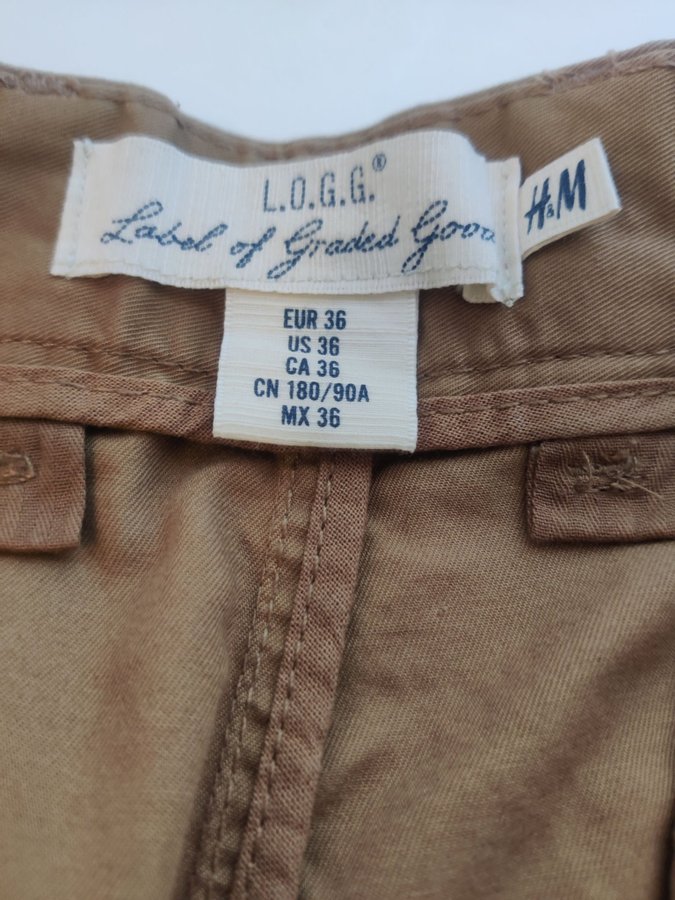 L.O.G.G.®
Label of Graded Goo
H&M
EUR 36
US 36
CA 36
CN 180/90A
MX 36